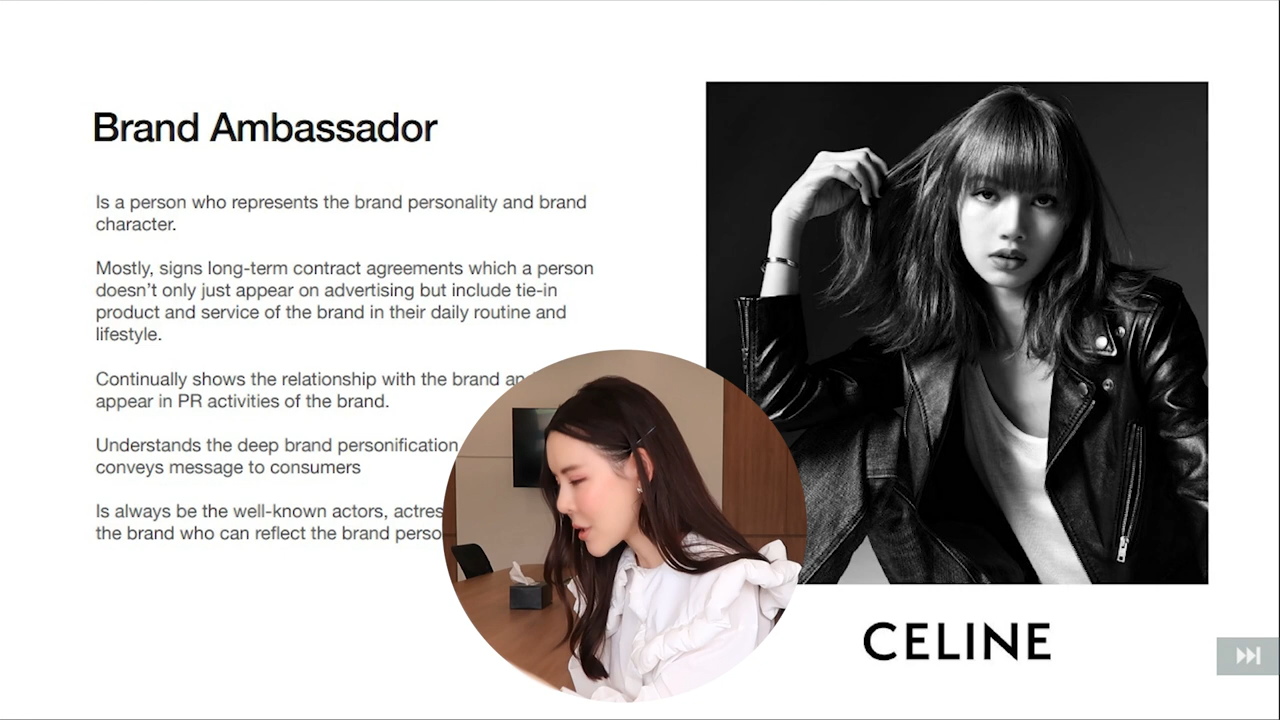 Brand Ambassador
Is a person who represents the brand personality and brand
character.
Mostly, signs long-term contract agreements which a person
doesn’t only just appear on advertising but include tie-in
product and service of the brand in their daily routine and
lifestyle.
Continually shows the relationship with the brand
appear in PR activities of the brand.
Understands the deep brand personification
conveys message to consumers
Is always be the well-known actors,
the brand who can reflect the brand
CELINE